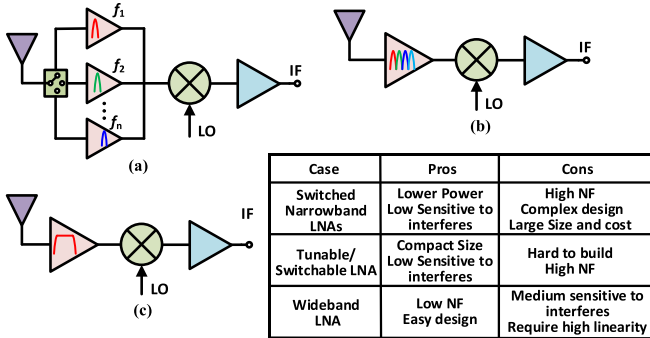 f1
f2
fn
LO
IF
(a)
LO
IF
(b)
LO
IF
(c)
Case Pros Cons
Switched Narrowband LNAs
Lower Power
Low Sensitive to interferes
High NF
Complex design
Large Size and cost
Tunable/ Switchable LNA
Compact Size
Low Sensitive to interferes
Hard to build
High NF
Wideband LNA
Low NF
Easy design
Medium sensitive to interferes
Require high linearity